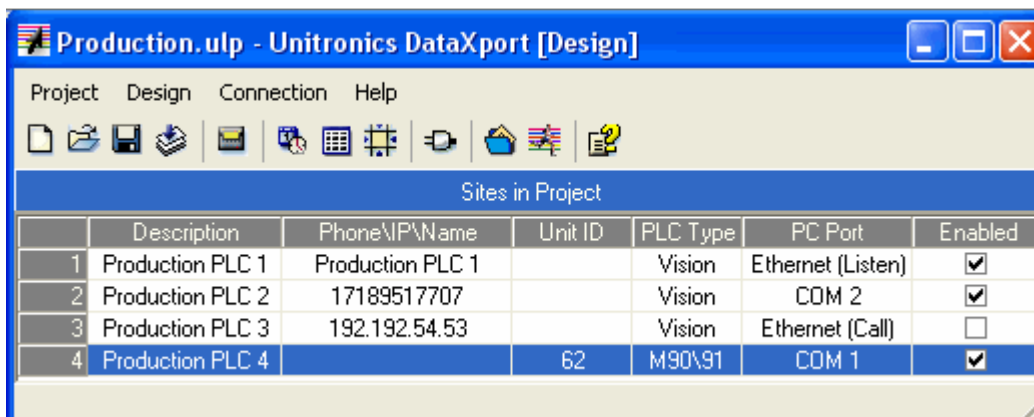 Production.ulp - Unitronics DataXport [Design]
Project Design Connection Help
Sites in Project
Description Phone\IP\Name Unit ID PLC Type PC Port Enabled
1 Production PLC 1 Production PLC 1 Vision Ethernet (Listen)
2 Production PLC 2 17189517707 Vision COM 2
3 Production PLC 3 192.192.54.53 Vision Ethernet (Call)
4 Production PLC 4 62 M90\91 COM 1